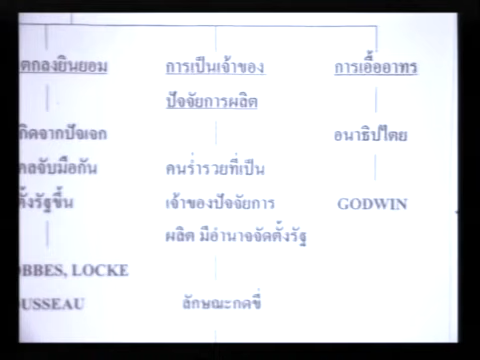 ตกลงยินยอม
กิดจากปัจเจก
คลจับมือกัน
ตั้งรัฐขึ้น
OBBES, LOCKE
OUSSEAU
การเป็นเจ้าของ
ปัจจัยการผลิต
คนร่ำรวยที่เป็น
เจ้าของปัจจัยการ
ผลิต มีอำนาจจัดตั้งรัฐ
ลักษณะกดขี่
การเอื้ออาทร
อนาธิปไตย
GODWIN